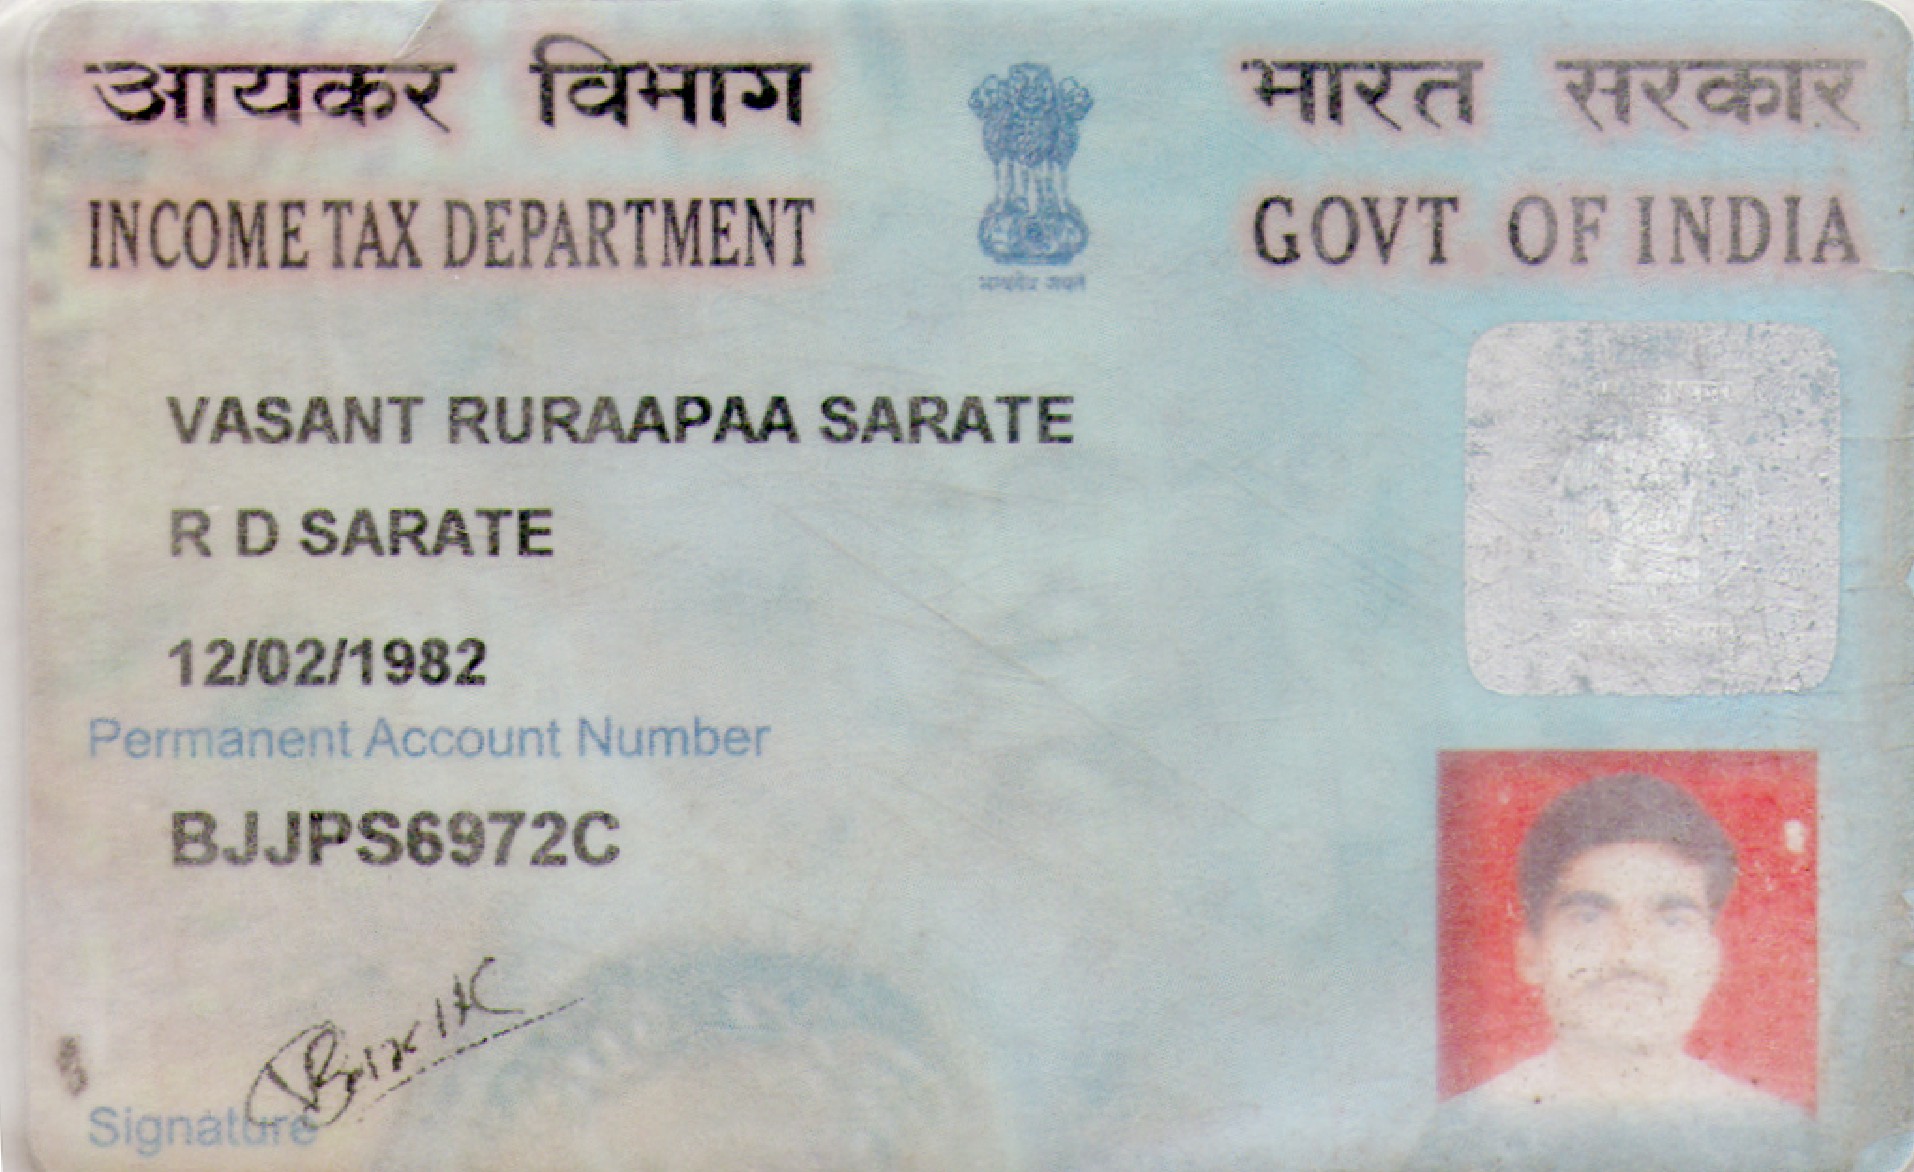 आयकर विभाग
भारत सरकार
INCOME TAX DEPARTMENT
GOVT OF INDIA
सत्यमेव जयते
VASANT RURAAPAA SARATE
R D SARATE
12/02/1982
Permanent Account Number
BJJPS6972C
Signature